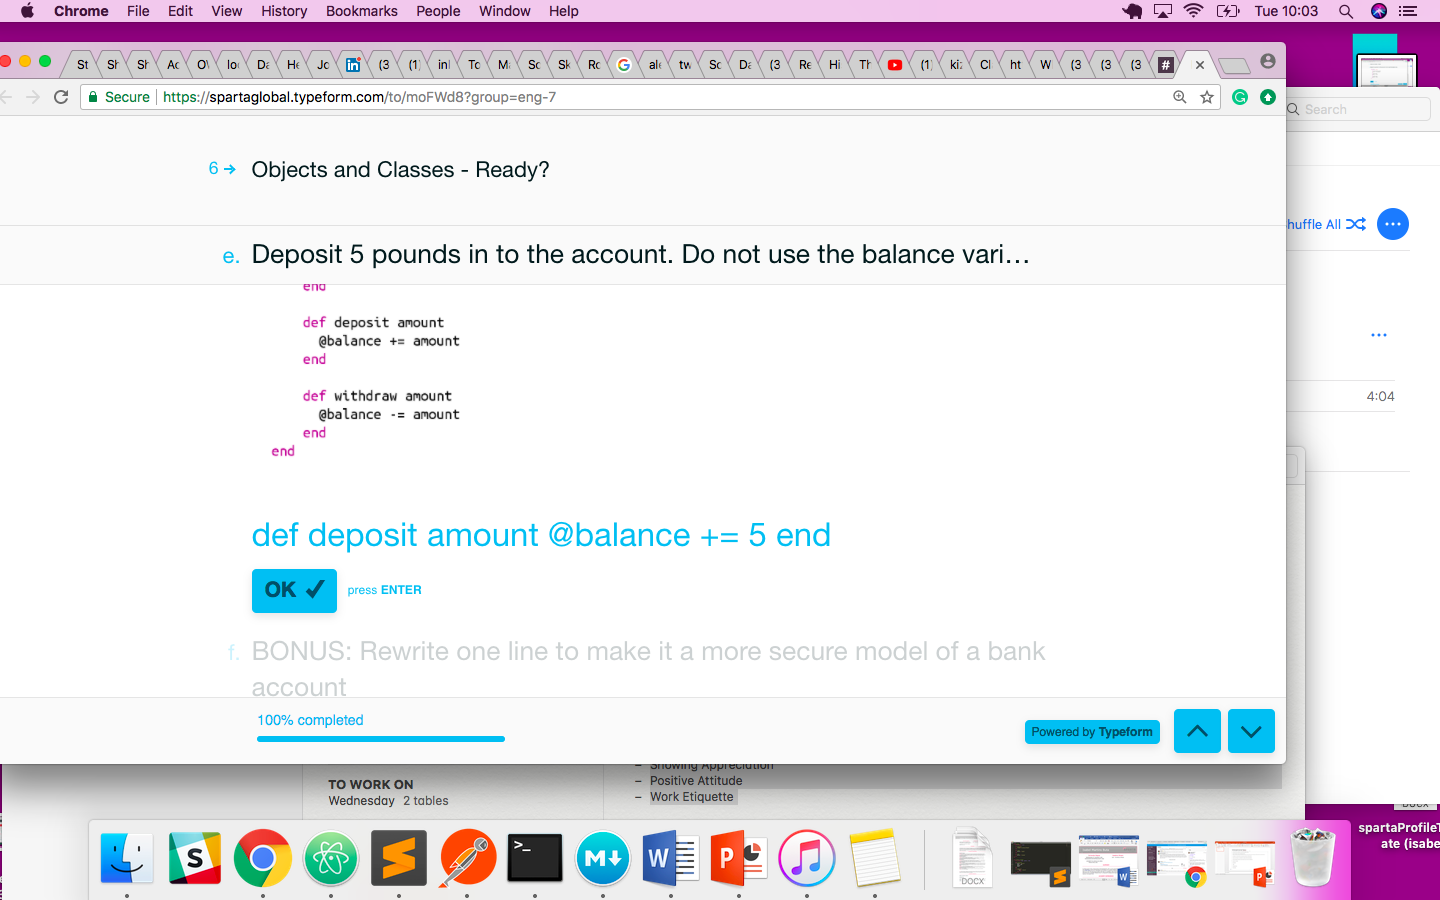 Chrome File Edit View History Bookmarks People Window Help Tue 10:03
St Sh Sh Ac O\ lo Da He Jo in (3 (1) inl To M Sc Sk Ro G ale tw Sc Da (3 Re Hi Th (1) ki: Cl ht W (3 (3 (3 #
Secure https://spartaglobal.typeform.com/to/moFWd8?group=eng-7
Search
6 → Objects and Classes - Ready?
huffle All
e. Deposit 5 pounds in to the account. Do not use the balance vari...
end
def deposit amount
@balance += amount
end
def withdraw amount
@balance -= amount
end
end
4:04
def deposit amount @balance += 5 end
OK press ENTER
f. BONUS: Rewrite one line to make it a more secure model of a bank
account
100% completed
Powered by Typeform
– Showing Appreciation
– Positive Attitude
– Work Etiquette
TO WORK ON
Wednesday 2 tables
DOCX
spartaProfileT
ate (isabe
S >_ M W P DOCX W P